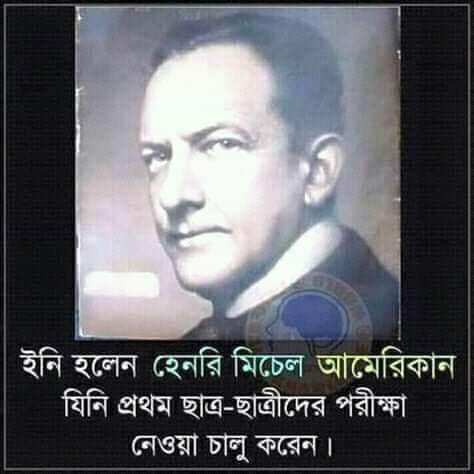 ইনি হলেন হেনরি মিচেল আমেরিকান
যিনি প্রথম ছাত্র-ছাত্রীদের পরীক্ষা
নেওয়া চালু করেন।